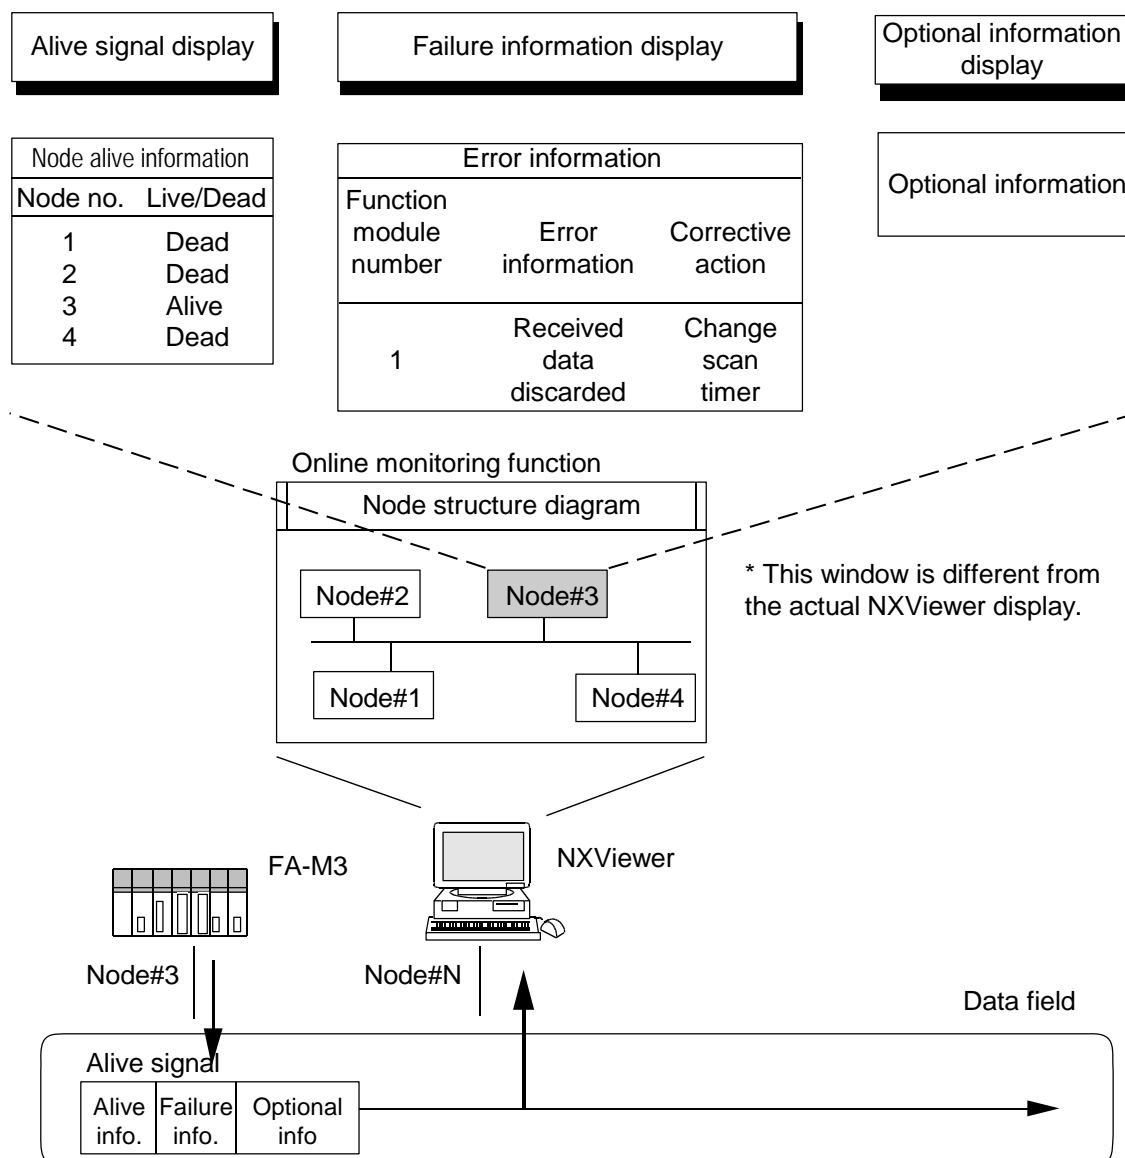 Alive signal display
Failure information display
Optional information
display
Node alive information
Node no. Live/Dead
1 Dead
2 Dead
3 Alive
4 Dead
Error information
Function
module
number
Error
information
Corrective
action
1
Received
data
discarded
Change
scan
timer
Optional information
Online monitoring function
Node structure diagram
Node#2
Node#3
Node#1
Node#4
* This window is different from
the actual NXViewer display.
FA-M3
NXViewer
Node#3
Node#N
Data field
Alive signal
Alive
info.
Failure
info.
Optional
info